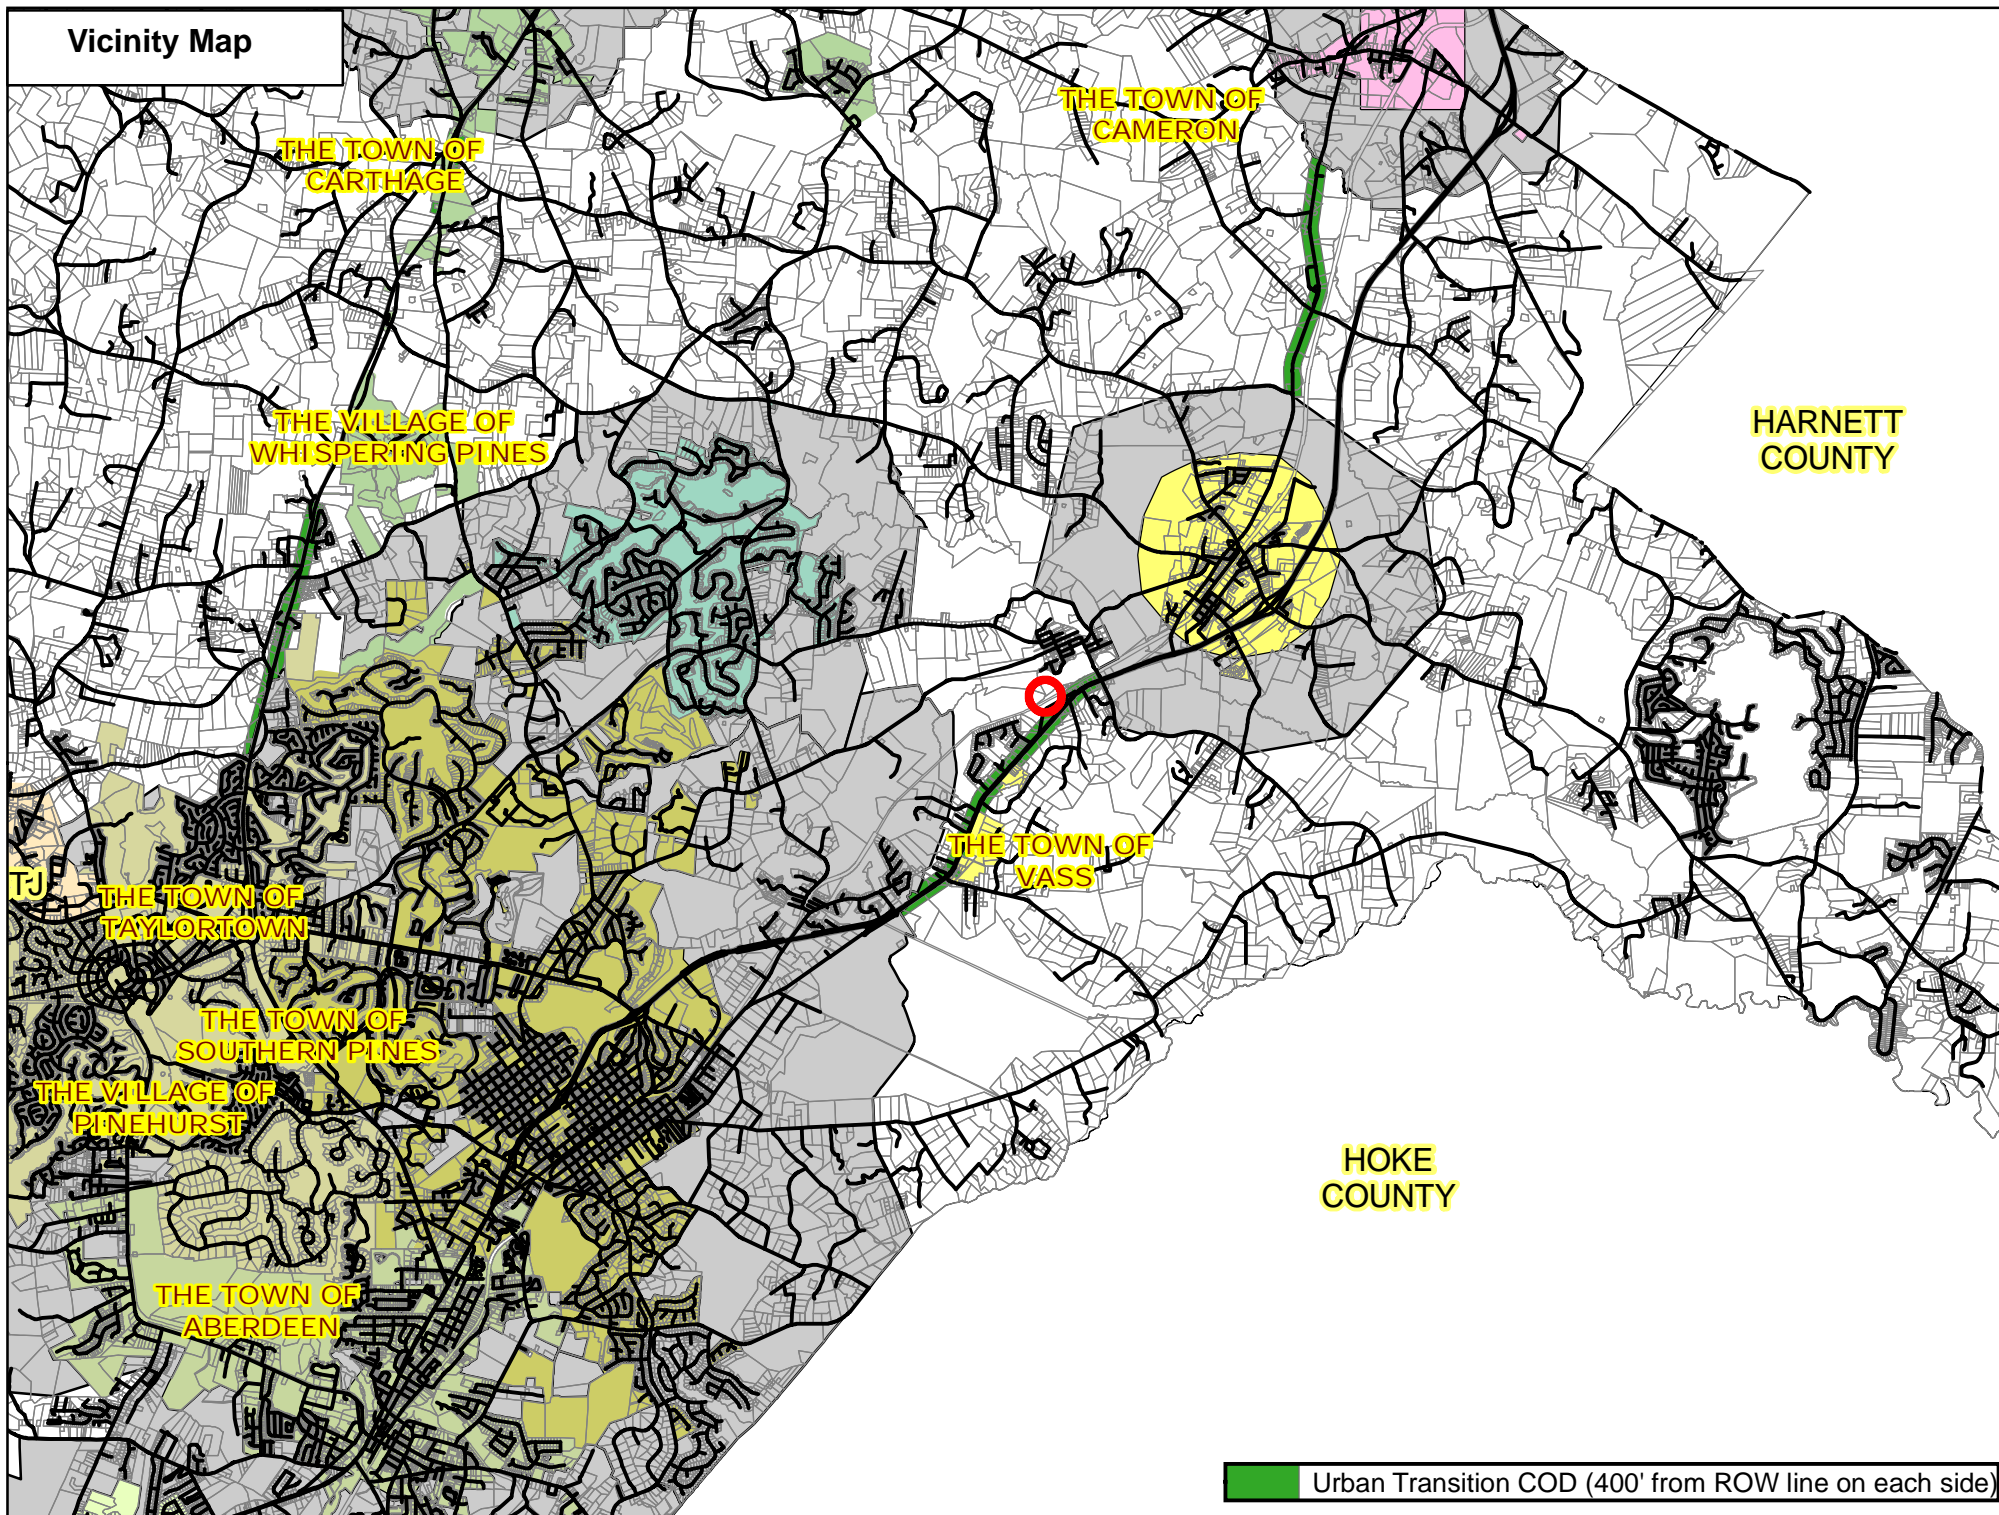 Vicinity Map
THE TOWN OF
CAMERON
THE TOWN OF
CARTHAGE
THE VILLAGE OF
WHISPERING PINES
HARNETT
COUNTY
THE TOWN OF
VASS
TJ
THE TOWN OF
TAYLORTOWN
THE TOWN OF
SOUTHERN PINES
THE VILLAGE OF
PINEHURST
HOKE
COUNTY
THE TOWN OF
ABERDEEN
Urban Transition COD (400' from ROW line on each side)